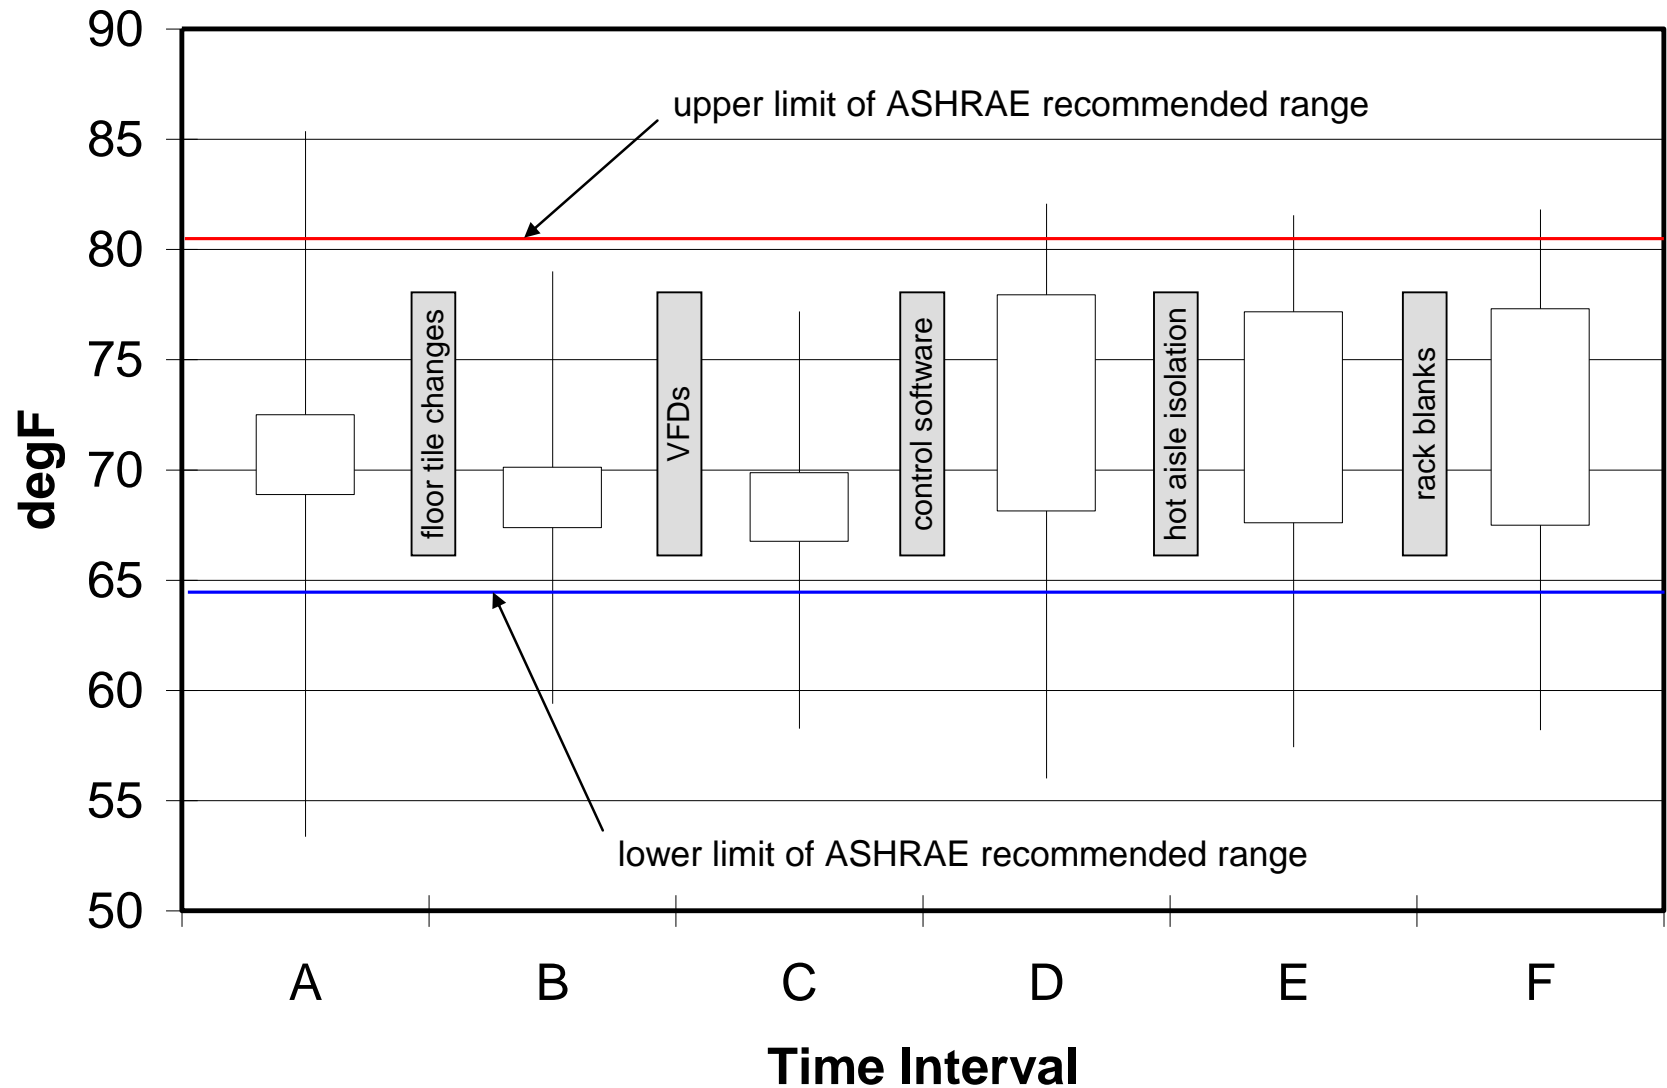 90
upper limit of ASHRAE recommended range
85
80
75
70
65
60
55
50
degF
floor tile changes
VFDs
control software
hot aisle isolation
rack blanks
lower limit of ASHRAE recommended range
A B C D E F
Time Interval